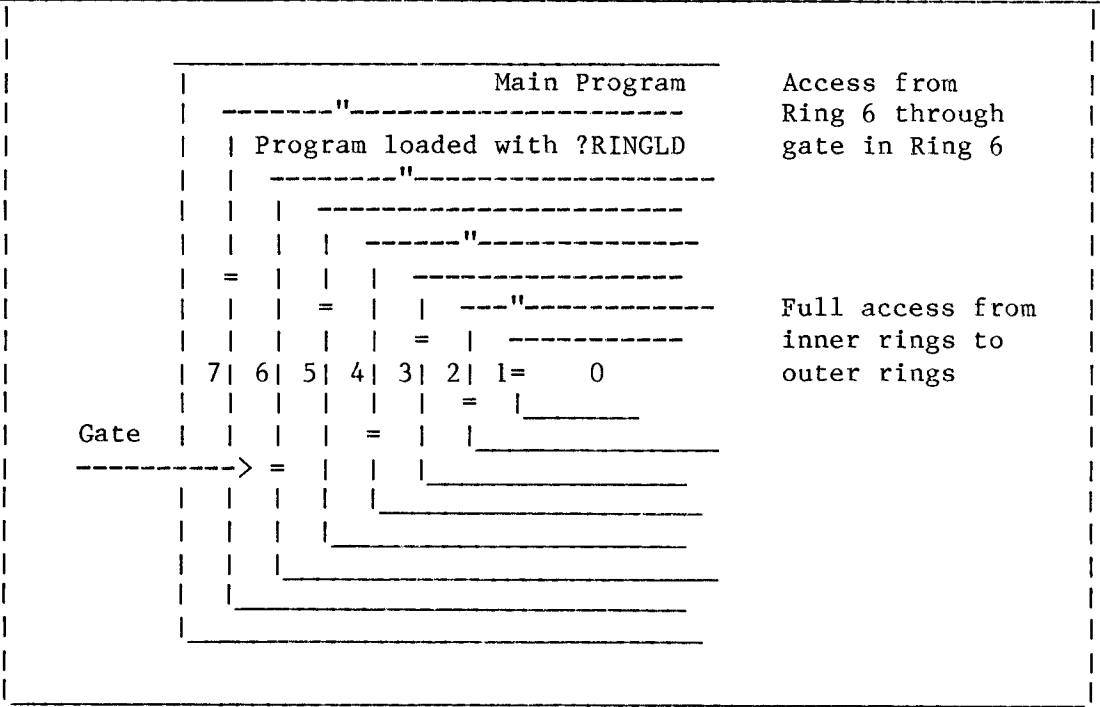 Main Program
Access from
Ring 6 through
Program loaded with ?RINGLD
gate in Ring 6
Full access from
inner rings to
7 6 5 4 3 2 1 0
outer rings
Gate